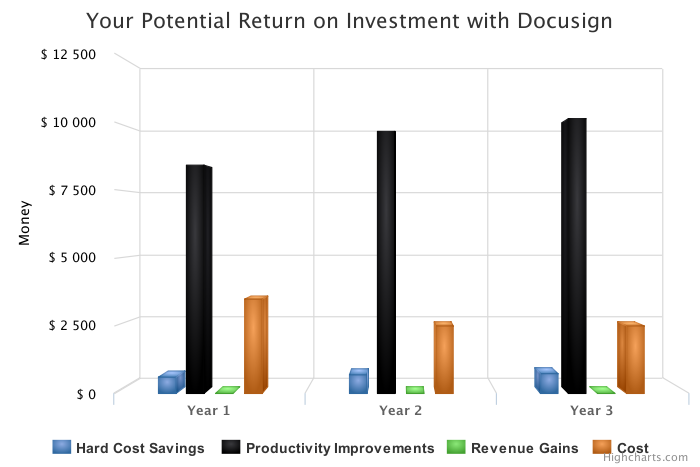 Your Potential Return on Investment with Docusign
$ 12 500
$ 10 000
$ 7 500
$ 5 000
$ 2 500
$ 0
Money
Year 1 Year 2 Year 3
Hard Cost Savings Productivity Improvements Revenue Gains Cost
Highcharts.com